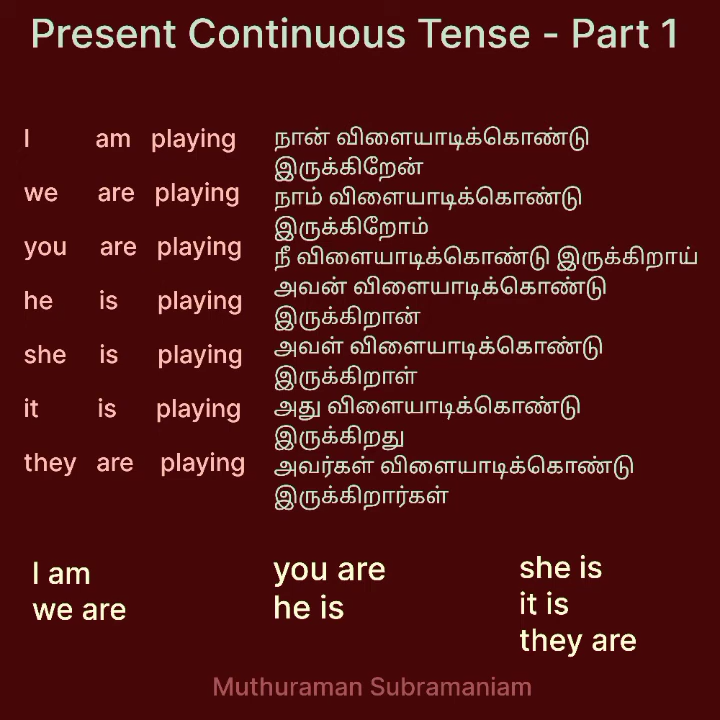 Present Continuous Tense - Part 1
I am playing
நான் விளையாடிக்கொண்டு
இருக்கிறேன்
we are playing
நாம் விளையாடிக்கொண்டு
இருக்கிறோம்
you are playing
நீ விளையாடிக்கொண்டு இருக்கிறாய்
he is playing
அவன் விளையாடிக்கொண்டு
இருக்கிறான்
she is playing
அவள் விளையாடிக்கொண்டு
இருக்கிறாள்
it is playing
அது விளையாடிக்கொண்டு
இருக்கிறது
they are playing
அவர்கள் விளையாடிக்கொண்டு
இருக்கிறார்கள்
I am
we are
you are
he is
she is
it is
they are
Muthuraman Subramaniam